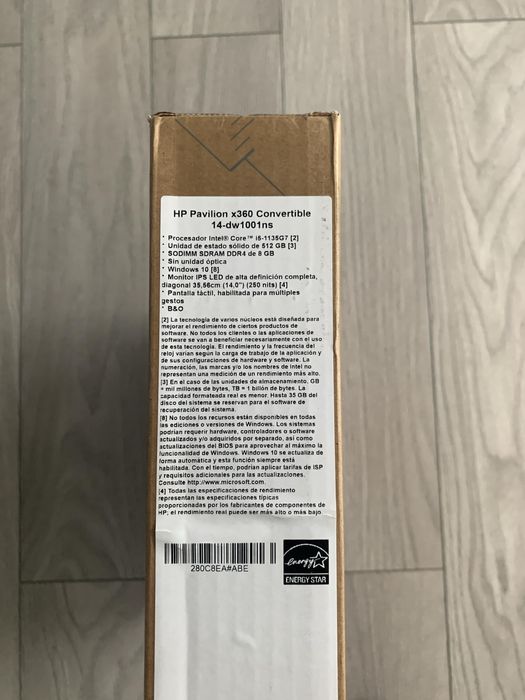 HP Pavilion x360 Convertible
14-dw1001ns
* Procesador Intel® Core™ i5-1135G7 [2]
* Unidad de estado sólido de 512 GB [3]
* SODIMM SDRAM DDR4 de 8 GB
* Sin unidad óptica
* Windows 10 [8]
* Monitor IPS LED de alta definición completa,
diagonal 35,56cm (14,0") (250 nits) [4]
* Pantalla táctil, habilitada para múltiples
gestos
* B&O
[2] La tecnología de varios núcleos está diseñada para
mejorar el rendimiento de ciertos productos de
software. No todos los clientes o las aplicaciones de
software se van a beneficiar necesariamente con el uso
de esta tecnología. El rendimiento y la frecuencia del
reloj varían según la carga de trabajo de la aplicación y
de sus configuraciones de hardware y software. La
numeración, las marcas y/o los nombres de Intel no
representan una medición de un rendimiento más alto.
[3] En el caso de las unidades de almacenamiento, GB
= mil millones de bytes, TB = 1 billón de bytes. La
capacidad formateada real es menor. Hasta 35 GB del
disco del sistema se reservan para el software de
recuperación del sistema.
[8] No todos los recursos están disponibles en todas
las ediciones o versiones de Windows. Los sistemas
podrían requerir hardware, controladores o software
actualizados y/o adquiridos por separado, así como
actualizaciones del BIOS para aprovechar al máximo la
funcionalidad de Windows. Windows 10 se actualiza de
forma automática y esta función siempre está
habilitada. Con el tiempo, podrían aplicar tarifas de ISP
y requisitos adicionales para las actualizaciones.
Consulte http://www.microsoft.com.
[4] Todas las especificaciones de rendimiento
representan las especificaciones típicas
proporcionadas por los fabricantes de componentes de
HP; el rendimiento real puede ser más alto o más bajo.
280C8EA#ABE
energy
ENERGY STAR